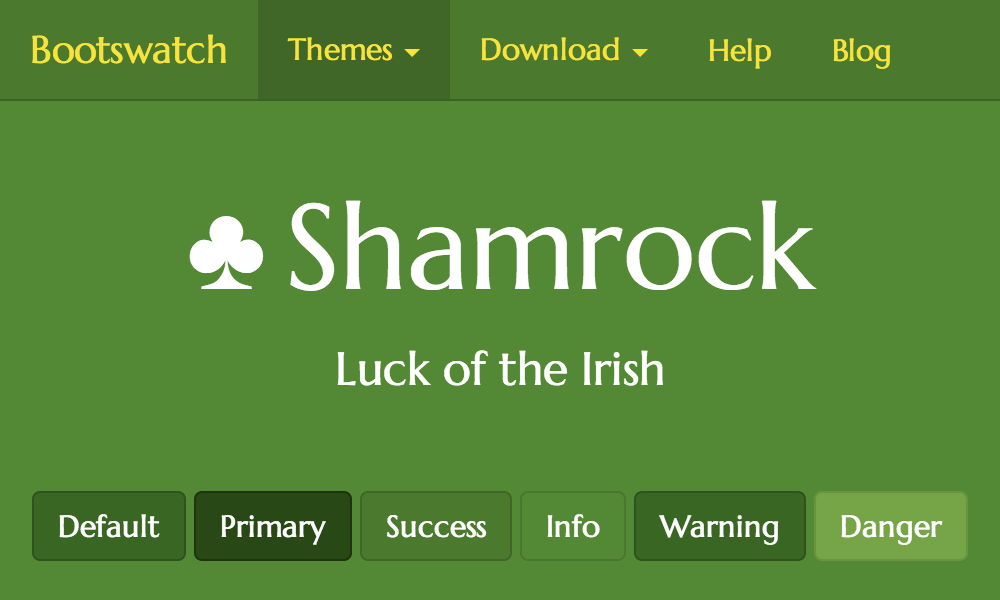 Bootswatch Themes Download Help Blog
♣ Shamrock
Luck of the Irish
Default Primary Success Info Warning Danger